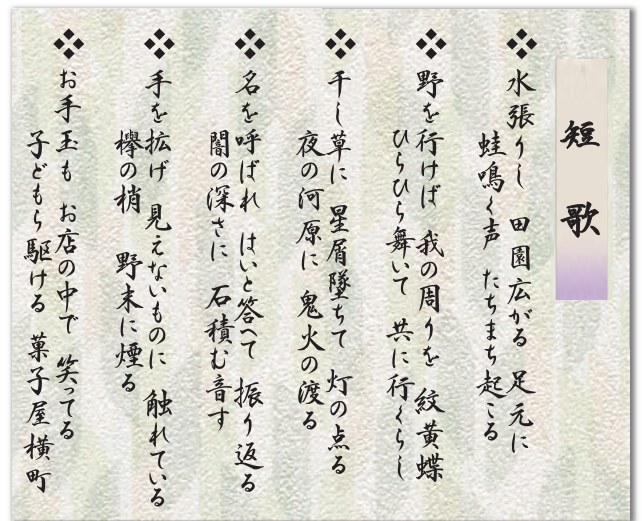 短歌
❖ 水張りし 田園広がる 足元に
蛙鳴く声 たちまち起こる
❖ 野を行けば 我の周りを 紋黄蝶
ひらひら舞いて 共に行くらし
❖ 干し草に 星屑墜ちて 灯の点る
夜の河原に 鬼火の渡る
❖ 名を呼ばれ はいと答へて 振り返る
闇の深さに 石積む音す
❖ 手を拡げ 見えないものに 触れている
欅の梢 野末に煙る
❖ お手玉も お店の中で 笑ってる
子どもら駆ける 菓子屋横町